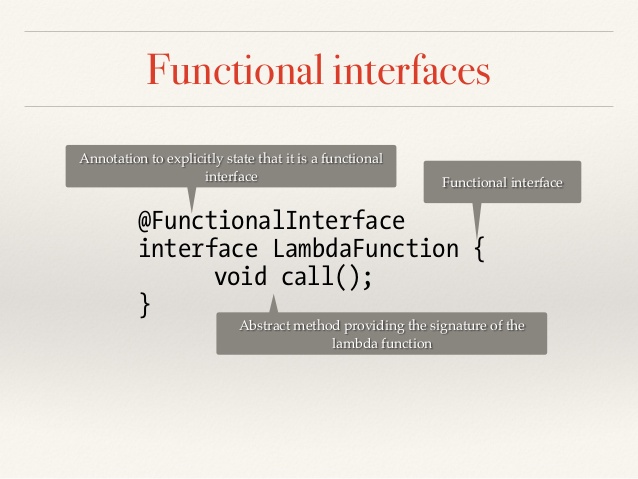 Functional interfaces
Annotation to explicitly state that it is a functional
interface
Functional interface
@FunctionalInterface
interface LambdaFunction {
void call();
}
Abstract method providing the signature of the
lambda function